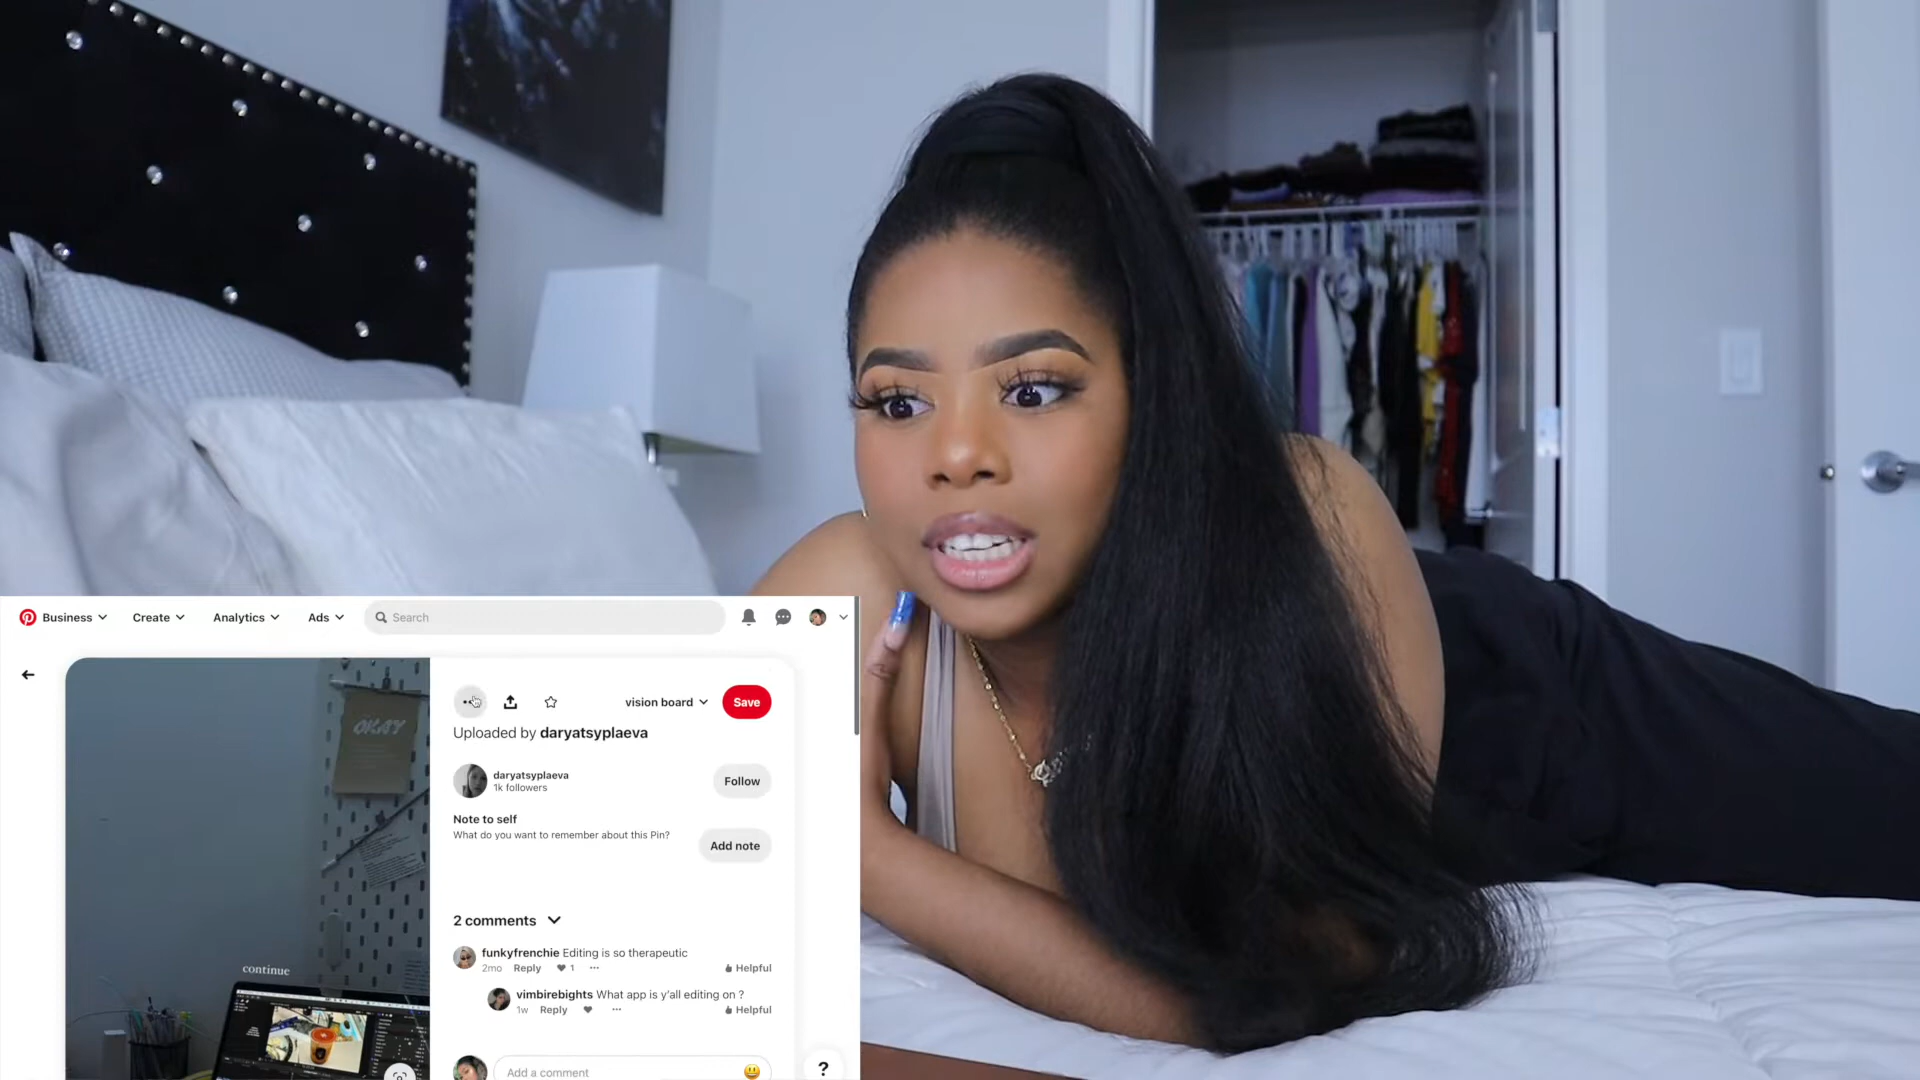 Business
Create
Analytics
Ads
Search
vision board
Save
Uploaded by daryatsyplaeva
daryatsyplaeva
1k followers
Follow
Note to self
What do you want to remember about this Pin?
Add note
2 comments
funkyfrenchie Editing is so therapeutic
2mo Reply 1 ... Helpful
vimbirebights What app is y'all editing on ?
1w Reply ... Helpful
Add a comment
?
OKAY
continue